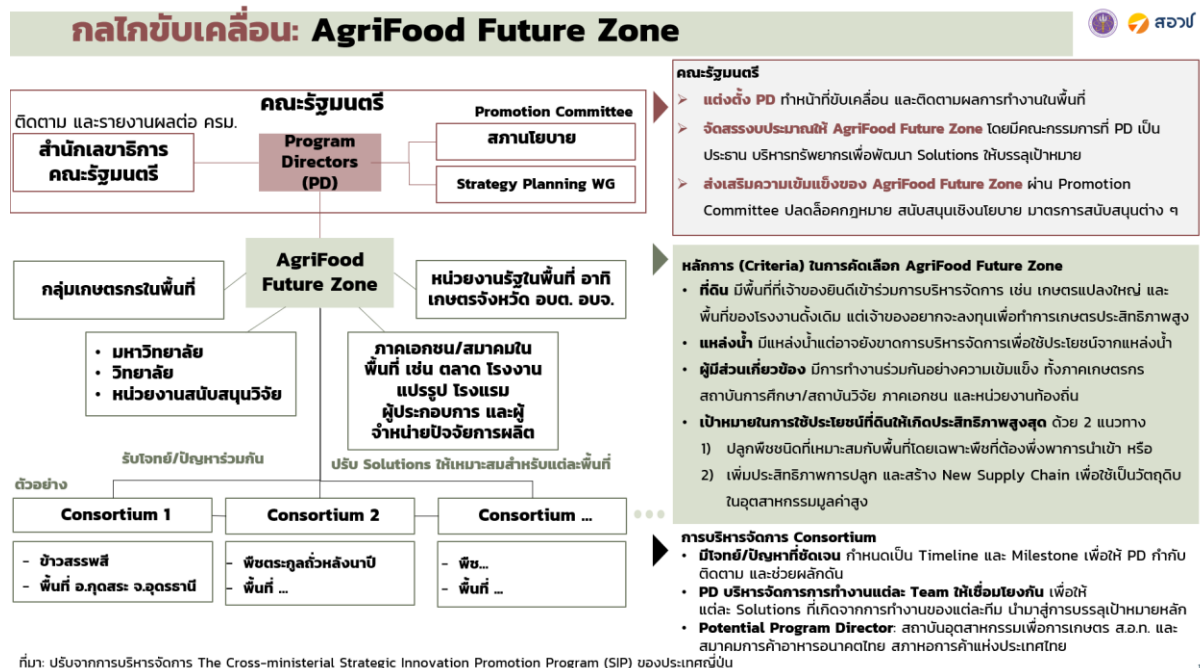 กลไกขับเคลื่อน: AgriFood Future Zone
สอวช
คณะรัฐมนตรี
ติดตาม และรายงานผลต่อ ครม.
สำนักเลขาธิการ
คณะรัฐมนตรี
Program
Directors
(PD)
Promotion Committee
สภานโยบาย
Strategy Planning WG
AgriFood
Future Zone
กลุ่มเกษตรกรในพื้นที่
หน่วยงานรัฐในพื้นที่ อาทิ
เกษตรจังหวัด อบต. อบจ.
• มหาวิทยาลัย
• วิทยาลัย
• หน่วยงานสนับสนุนวิจัย
ภาคเอกชน/สมาคมใน
พื้นที่ เช่น ตลาด โรงงาน
แปรรูป โรงแรม
ผู้ประกอบการ และผู้
จำหน่ายปัจจัยการผลิต
รับโจทย์/ปัญหาร่วมกัน
ปรับ Solutions ให้เหมาะสมสำหรับแต่ละพื้นที่
ตัวอย่าง
Consortium 1
Consortium 2
Consortium ...
- ข้าวสรรพสี
- พื้นที่ อ.กุดสระ จ.อุดรธานี
- พืชตระกูลถั่วหลังนาปี
- พื้นที่ ...
- พืช...
- พื้นที่ ...
ที่มา: ปรับจากการบริหารจัดการ The Cross-ministerial Strategic Innovation Promotion Program (SIP) ของประเทศญี่ปุ่น
คณะรัฐมนตรี
➢ แต่งตั้ง PD ทำหน้าที่ขับเคลื่อน และติดตามผลการทำงานในพื้นที่
➢ จัดสรรงบประมาณให้ AgriFood Future Zone โดยมีคณะกรรมการที่ PD เป็น
ประธาน บริหารทรัพยากรเพื่อพัฒนา Solutions ให้บรรลุเป้าหมาย
➢ ส่งเสริมความเข้มแข็งของ AgriFood Future Zone ผ่าน Promotion
Committee ปลดล็อคกฎหมาย สนับสนุนเชิงนโยบาย มาตรการสนับสนุนต่าง ๆ
หลักการ (Criteria) ในการคัดเลือก AgriFood Future Zone
• ที่ดิน มีพื้นที่ที่เจ้าของยินดีเข้าร่วมการบริหารจัดการ เช่น เกษตรแปลงใหญ่ และ
พื้นที่ของโรงงานดั้งเดิม แต่เจ้าของอยากจะลงทุนเพื่อทำการเกษตรประสิทธิภาพสูง
• แหล่งน้ำ มีแหล่งน้ำแต่อาจยังขาดการบริหารจัดการเพื่อใช้ประโยชน์จากแหล่งน้ำ
• ผู้มีส่วนเกี่ยวข้อง มีการทำงานร่วมกันอย่างความเข้มแข็ง ทั้งภาคเกษตรกร
สถาบันการศึกษา/สถาบันวิจัย ภาคเอกชน และหน่วยงานท้องถิ่น
• เป้าหมายในการใช้ประโยชน์ที่ดินให้เกิดประสิทธิภาพสูงสุด ด้วย 2 แนวทาง
1) ปลูกพืชชนิดที่เหมาะสมกับพื้นที่โดยเฉพาะพืชที่ต้องพึ่งพาการนำเข้า หรือ
2) เพิ่มประสิทธิภาพการปลูก และสร้าง New Supply Chain เพื่อใช้เป็นวัตถุดิบ
ในอุตสาหกรรมมูลค่าสูง
การบริหารจัดการ Consortium
• มีโจทย์/ปัญหาที่ชัดเจน กำหนดเป็น Timeline และ Milestone เพื่อให้ PD กำกับ
ติดตาม และช่วยผลักดัน
• PD บริหารจัดการการทำงานแต่ละ Team ให้เชื่อมโยงกัน เพื่อให้
แต่ละ Solutions ที่เกิดจากการทำงานของแต่ละทีม นำมาสู่การบรรลุเป้าหมายหลัก
• Potential Program Director: สถาบันอุตสาหกรรมเพื่อการเกษตร ส.อ.ท. และ
สมาคมการค้าอาหารอนาคตไทย สภาหอการค้าแห่งประเทศไทย